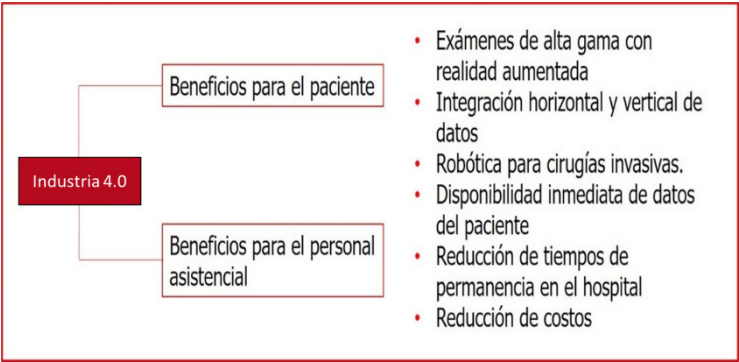 Industria 4.0
Beneficios para el paciente
Beneficios para el personal
asistencial
• Exámenes de alta gama con
realidad aumentada
• Integración horizontal y vertical de
datos
• Robótica para cirugías invasivas.
• Disponibilidad inmediata de datos
del paciente
• Reducción de tiempos de
permanencia en el hospital
• Reducción de costos